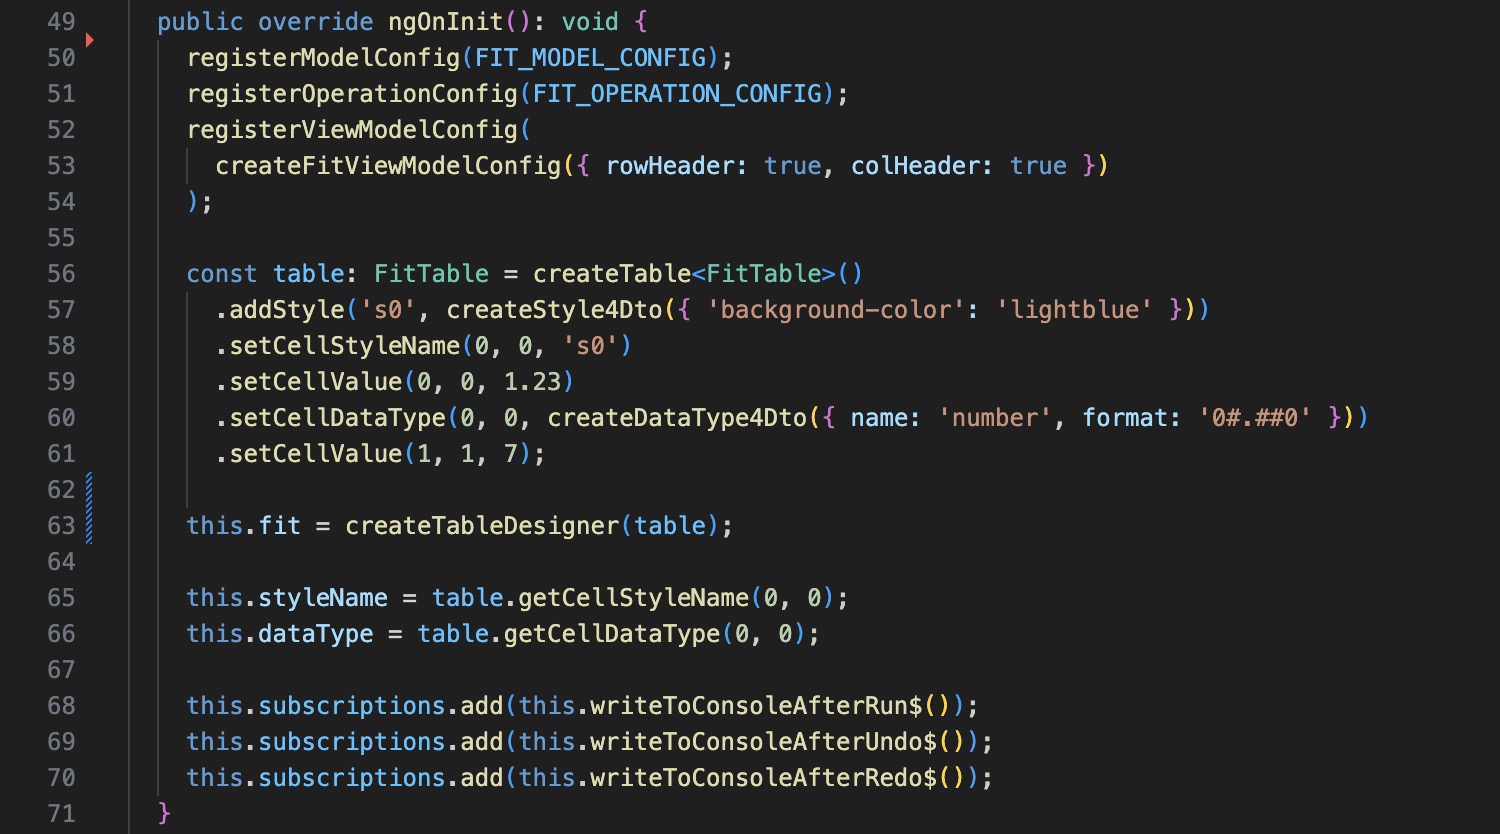 49 public override ngOnInit(): void {
50 registerModelConfig(FIT_MODEL_CONFIG);
51 registerOperationConfig(FIT_OPERATION_CONFIG);
52 registerViewModelConfig(
53 createFitViewModelConfig({ rowHeader: true, colHeader: true })
54 );
55
56 const table: FitTable = createTable<FitTable>()
57 .addStyle('s0', createStyle4Dto({ 'background-color': 'lightblue' }))
58 .setCellStyleName(0, 0, 's0')
59 .setCellValue(0, 0, 1.23)
60 .setCellDataType(0, 0, createDataType4Dto({ name: 'number', format: '0#.##0' }))
61 .setCellValue(1, 1, 7);
62
63 this.fit = createTableDesigner(table);
64
65 this.styleName = table.getCellStyleName(0, 0);
66 this.dataType = table.getCellDataType(0, 0);
67
68 this.subscriptions.add(this.writeToConsoleAfterRun$());
69 this.subscriptions.add(this.writeToConsoleAfterUndo$());
70 this.subscriptions.add(this.writeToConsoleAfterRedo$());
71 }